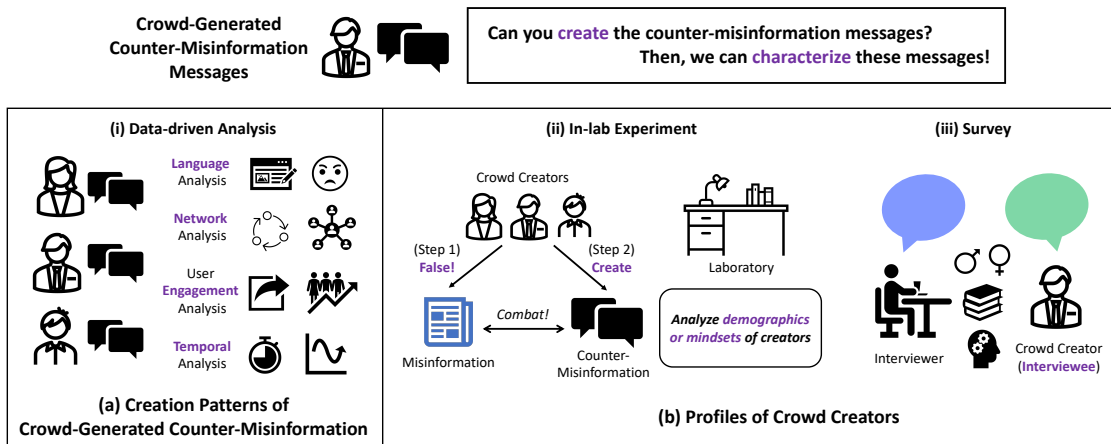 Crowd-Generated
Counter-Misinformation
Messages
Can you create the counter-misinformation messages?
Then, we can characterize these messages!
(i) Data-driven Analysis
Language
Analysis
Network
Analysis
User
Engagement
Analysis
Temporal
Analysis
(a) Creation Patterns of
Crowd-Generated Counter-Misinformation
(ii) In-lab Experiment
Crowd Creators
(Step 1)
False!
(Step 2)
Create
Combat!
Misinformation
Counter-
Misinformation
Laboratory
Analyze demographics
or mindsets of creators
(iii) Survey
Interviewer
Crowd Creator
(Interviewee)
(b) Profiles of Crowd Creators